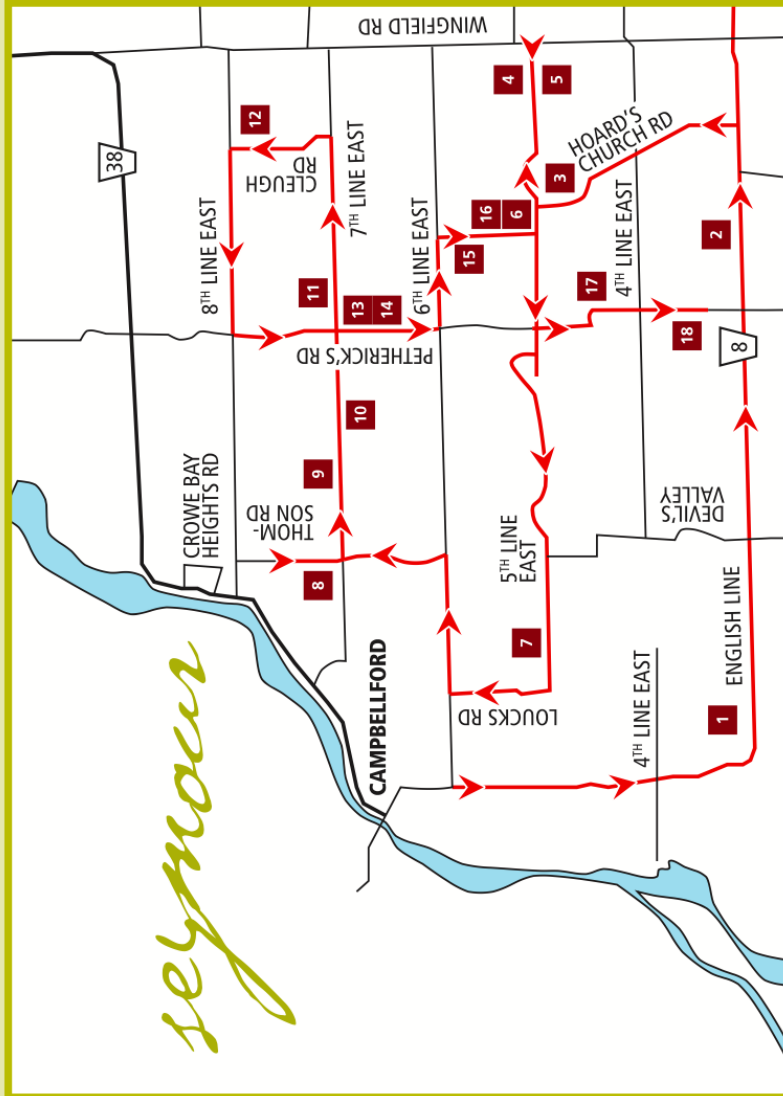 seymour
WINGFIELD RD
38
12
CLEUGH
RD
8TH LINE EAST
7TH LINE EAST
4
5
HOARD'S
CHURCH RD
3
16
6
15
6TH LINE EAST
11
13
14
PETHERICK'S RD
17
4TH LINE EAST
2
18
8
10
9
THOM-
SON RD
CROWE BAY
HEIGHTS RD
8
5TH LINE
EAST
DEVIL'S
VALLEY
7
LOUCKS RD
CAMPBELLFORD
4TH LINE EAST
ENGLISH LINE
1